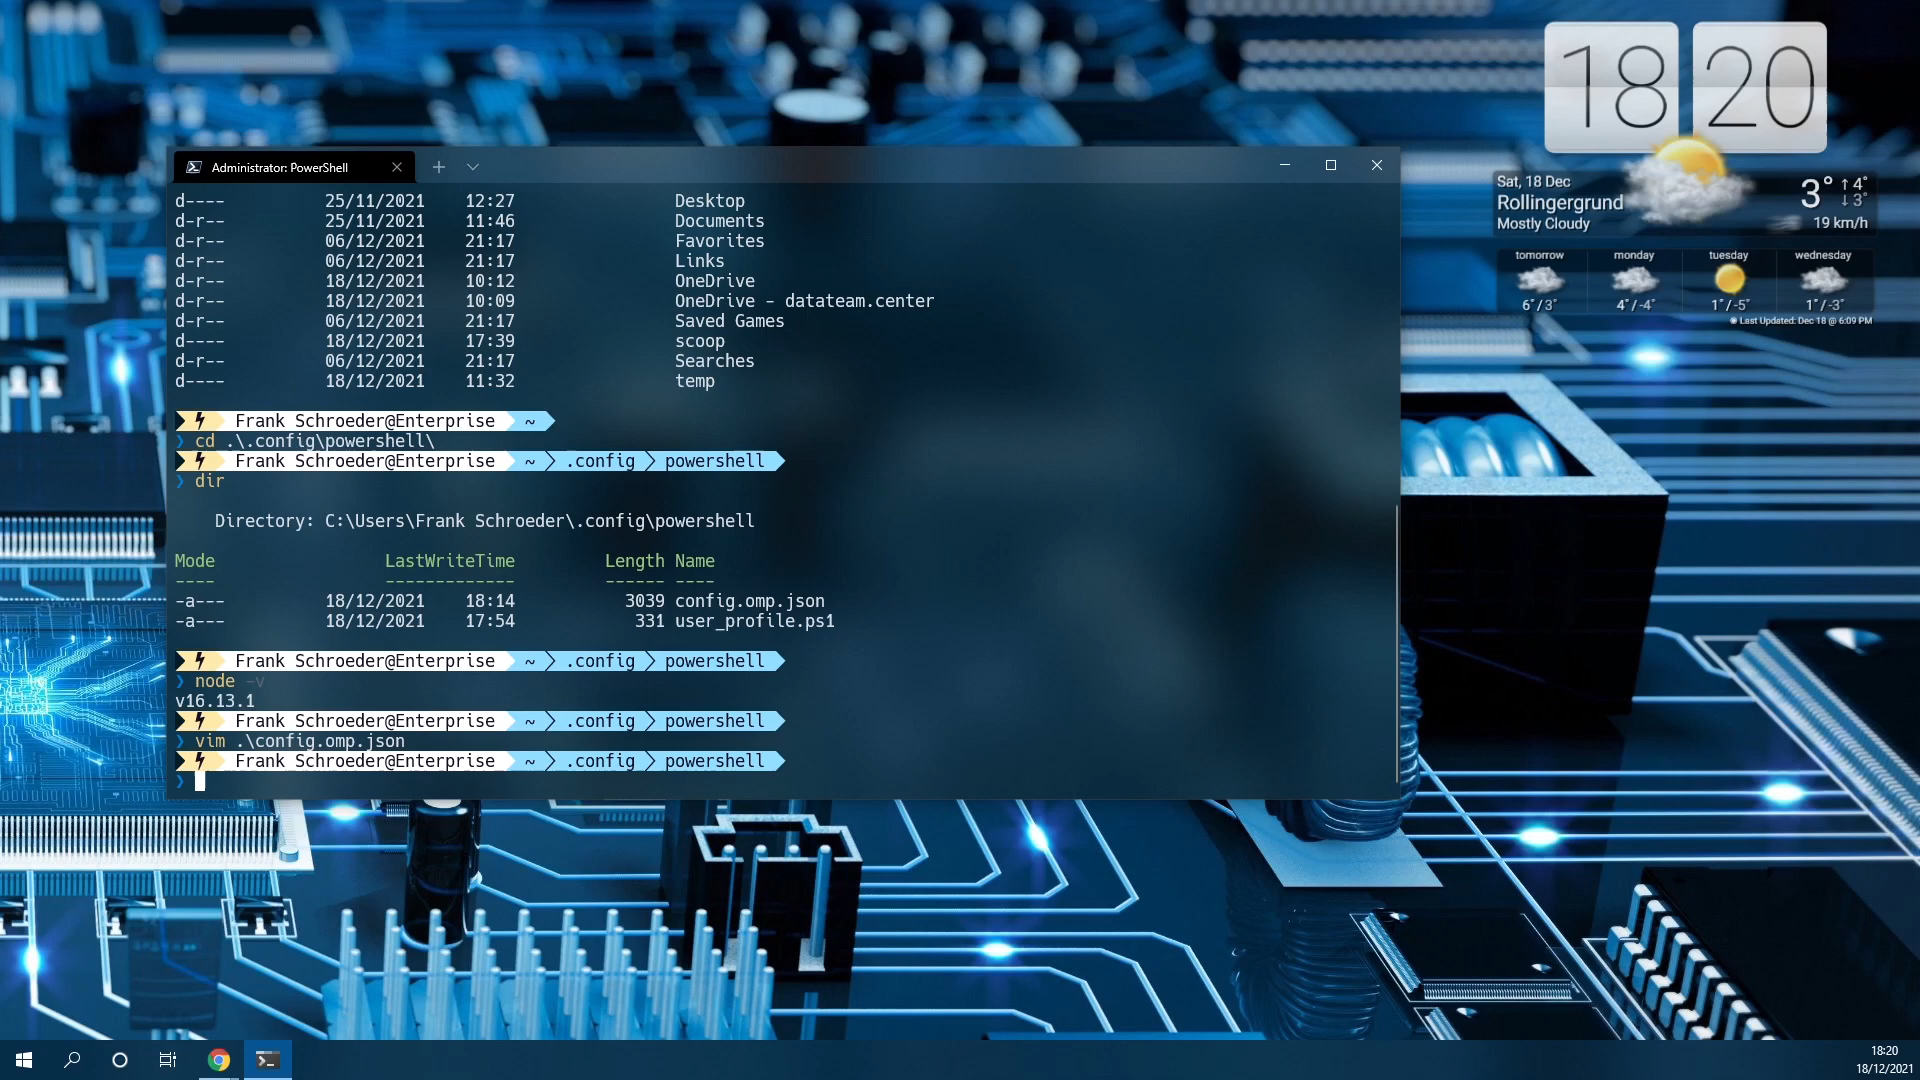 18 20
Administrator: PowerShell
Sat, 18 Dec
Rollingergrund
Mostly Cloudy
3° ↑4°
↓3°
19 km/h
tomorrow monday tuesday wednesday
6°/3° 4°/-4° 1°/-5° 1°/-3°
Last Updated: Dec 18 @ 6:09 PM
d---- 25/11/2021 12:27 Desktop
d-r-- 25/11/2021 11:46 Documents
d-r-- 06/12/2021 21:17 Favorites
d-r-- 06/12/2021 21:17 Links
d-r-- 18/12/2021 10:12 OneDrive
d-r-- 18/12/2021 10:09 OneDrive - datateam.center
d-r-- 06/12/2021 21:17 Saved Games
d---- 18/12/2021 17:39 scoop
d-r-- 06/12/2021 21:17 Searches
d---- 18/12/2021 11:32 temp
Frank Schroeder@Enterprise ~
❯ cd .\.config\powershell\
Frank Schroeder@Enterprise ~ .config powershell
❯ dir
Directory: C:\Users\Frank Schroeder\.config\powershell
Mode LastWriteTime Length Name
---- ------------- ------ ----
-a--- 18/12/2021 18:14 3039 config.omp.json
-a--- 18/12/2021 17:54 331 user_profile.ps1
Frank Schroeder@Enterprise ~ .config powershell
❯ node -v
v16.13.1
Frank Schroeder@Enterprise ~ .config powershell
❯ vim .\config.omp.json
Frank Schroeder@Enterprise ~ .config powershell
❯
18:20
18/12/2021